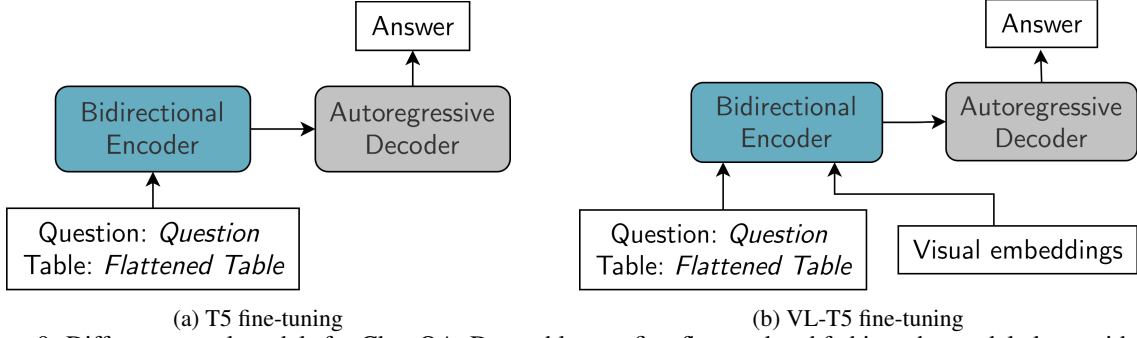 Answer
Bidirectional
Encoder
Autoregressive
Decoder
Question: Question
Table: Flattened Table
(a) T5 fine-tuning
Answer
Bidirectional
Encoder
Autoregressive
Decoder
Question: Question
Table: Flattened Table
Visual embeddings
(b) VL-T5 fine-tuning